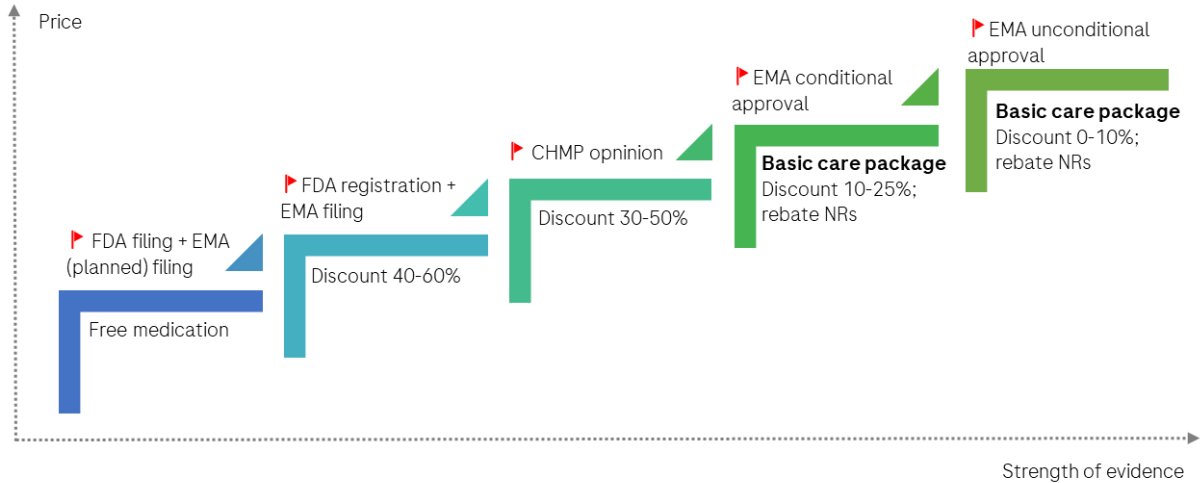 Price
FDA filing + EMA
(planned) filing
Free medication
FDA registration +
EMA filing
Discount 40-60%
CHMP opninion
Discount 30-50%
EMA conditional
approval
Basic care package
Discount 10-25%;
rebate NRs
EMA unconditional
approval
Basic care package
Discount 0-10%;
rebate NRs
Strength of evidence